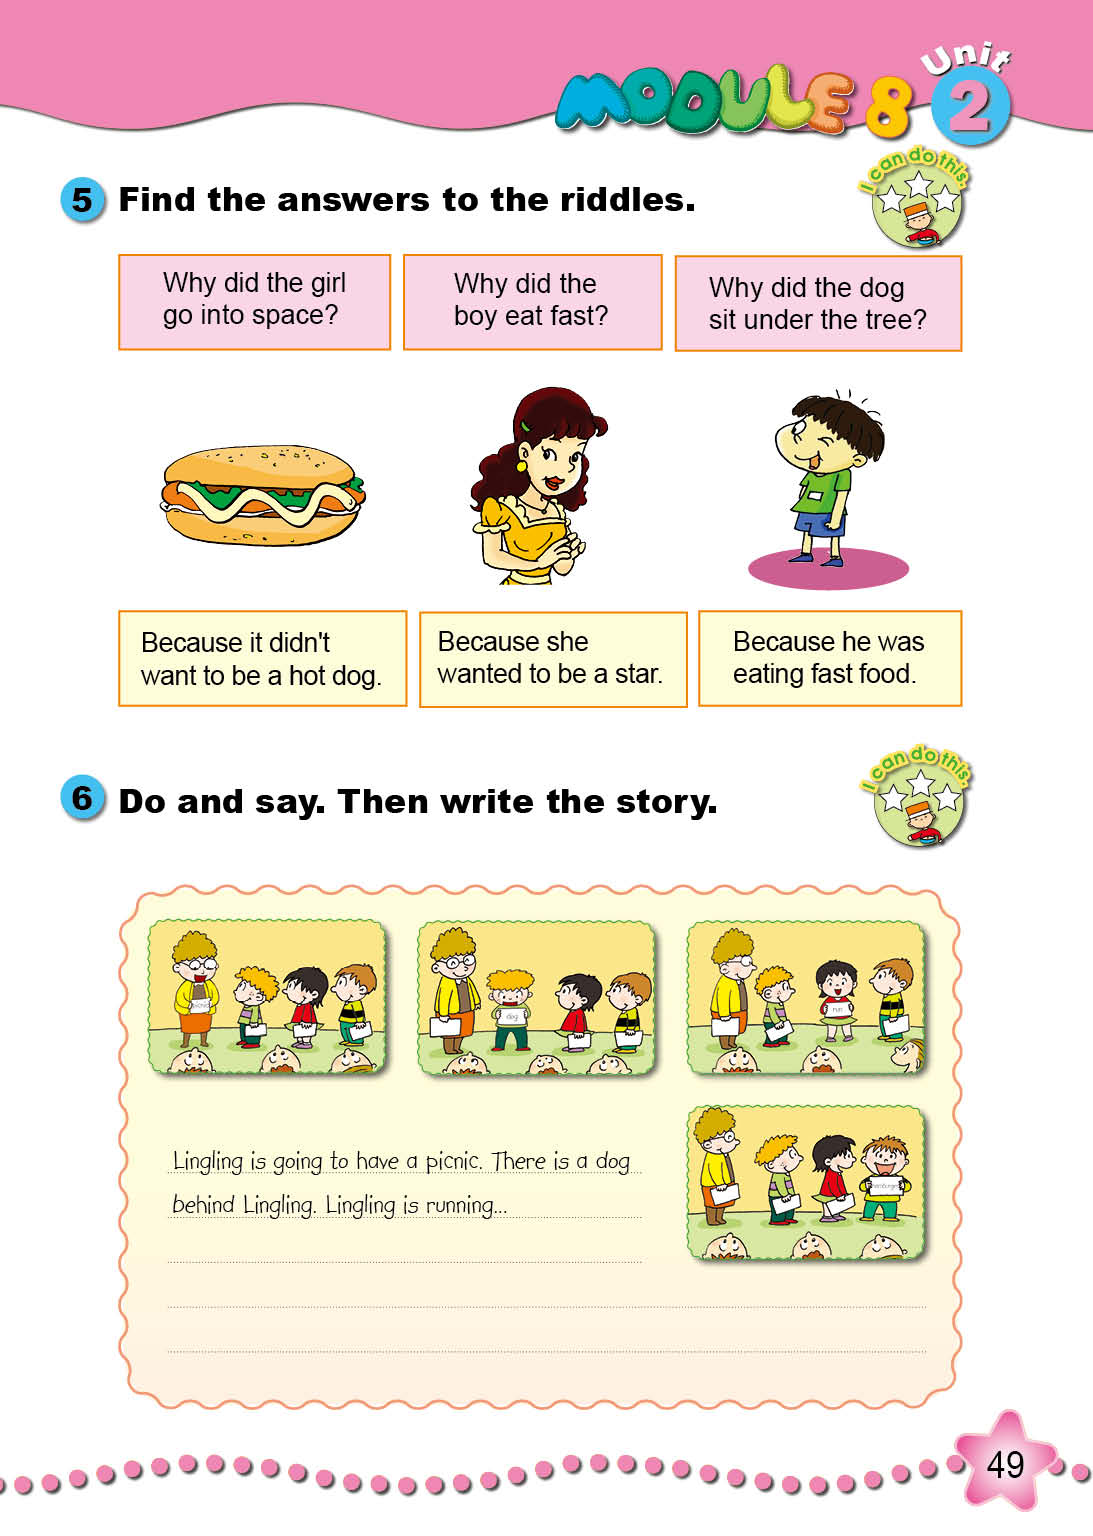 MODULE 8 Unit 2
5 Find the answers to the riddles.
I can do this.
Why did the girl
go into space?
Why did the
boy eat fast?
Why did the dog
sit under the tree?
Because it didn't
want to be a hot dog.
Because she
wanted to be a star.
Because he was
eating fast food.
6 Do and say. Then write the story.
I can do this.
picnic
dog
run
hamburger
Lingling is going to have a picnic. There is a dog
behind Lingling. Lingling is running...
49